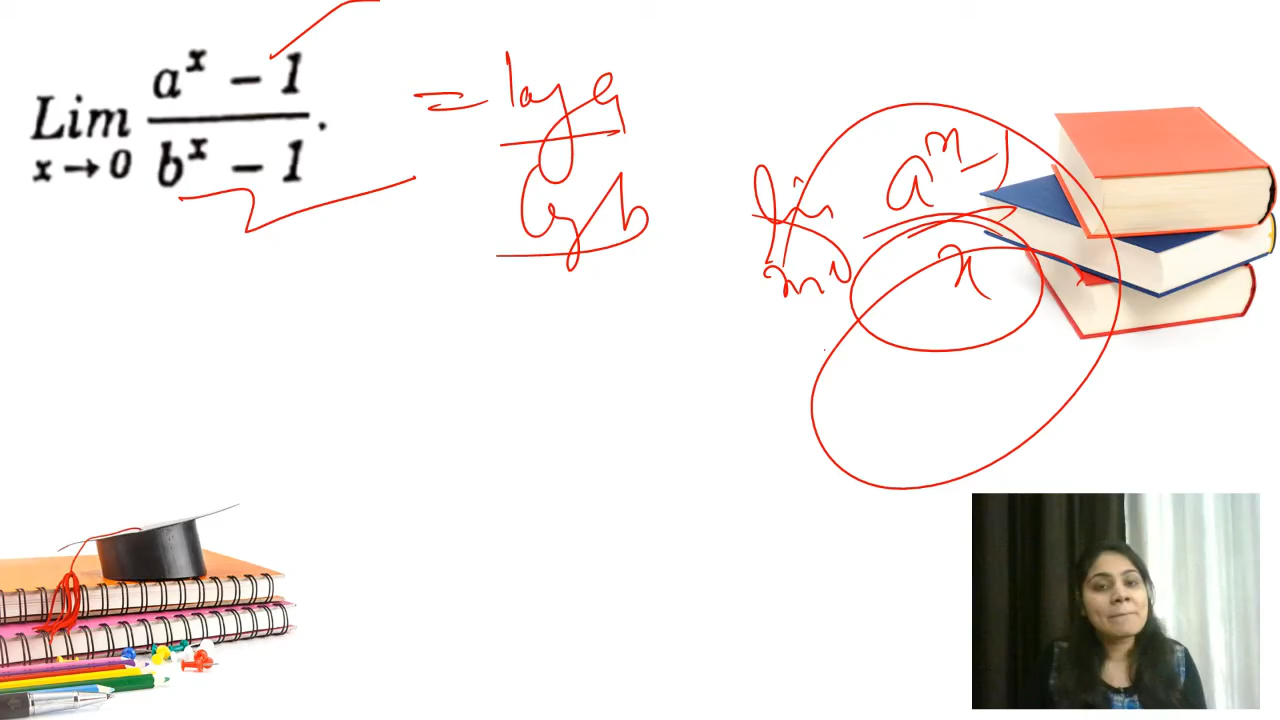 Lim x→0 (a^x − 1)/(b^x − 1).
= log a / log b
lim x→0 (a^x − 1)/x